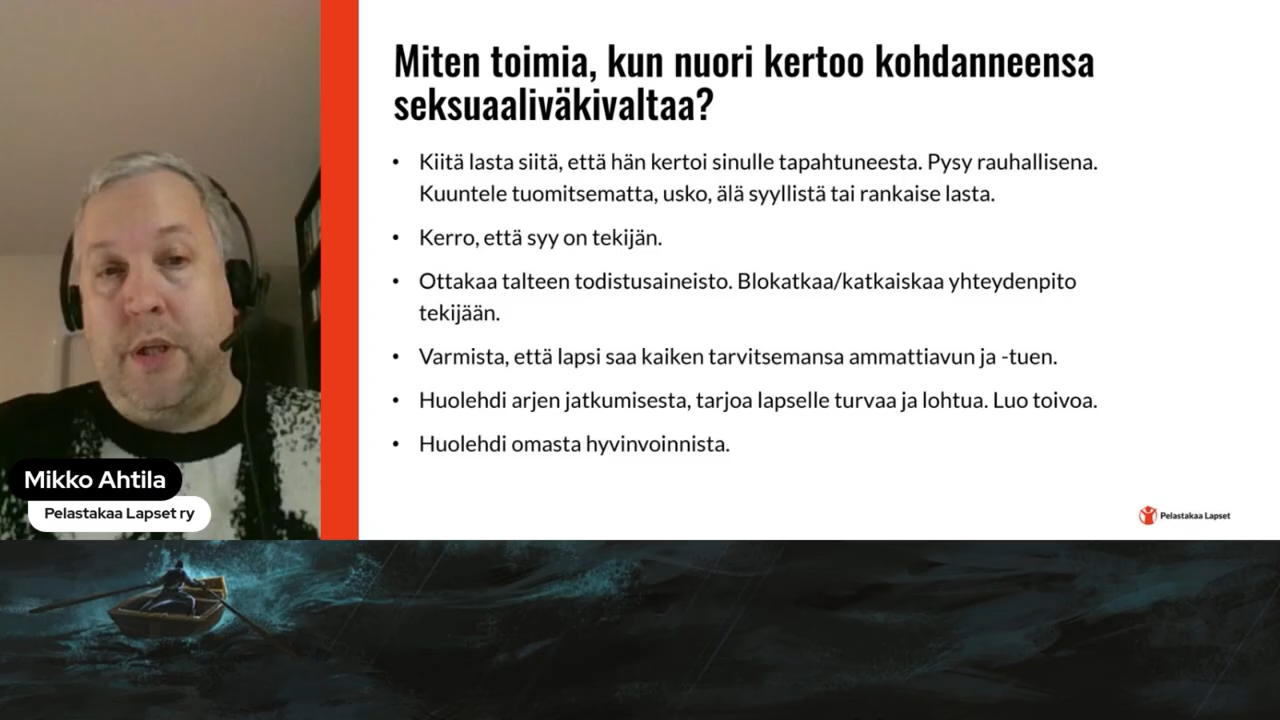 Miten toimia, kun nuori kertoo kohdanneensa
seksuaaliväkivaltaa?
• Kiitä lasta siitä, että hän kertoi sinulle tapahtuneesta. Pysy rauhallisena.
Kuuntele tuomitsematta, usko, älä syyllistä tai rankaise lasta.
• Kerro, että syy on tekijän.
• Ottakaa talteen todistusaineisto. Blokatkaa/katkaiskaa yhteydenpito
tekijään.
• Varmista, että lapsi saa kaiken tarvitsemansa ammattiavun ja -tuen.
• Huolehdi arjen jatkumisesta, tarjoa lapselle turvaa ja lohtua. Luo toivoa.
• Huolehdi omasta hyvinvoinnista.
Mikko Ahtila
Pelastakaa Lapset ry
Pelastakaa Lapset